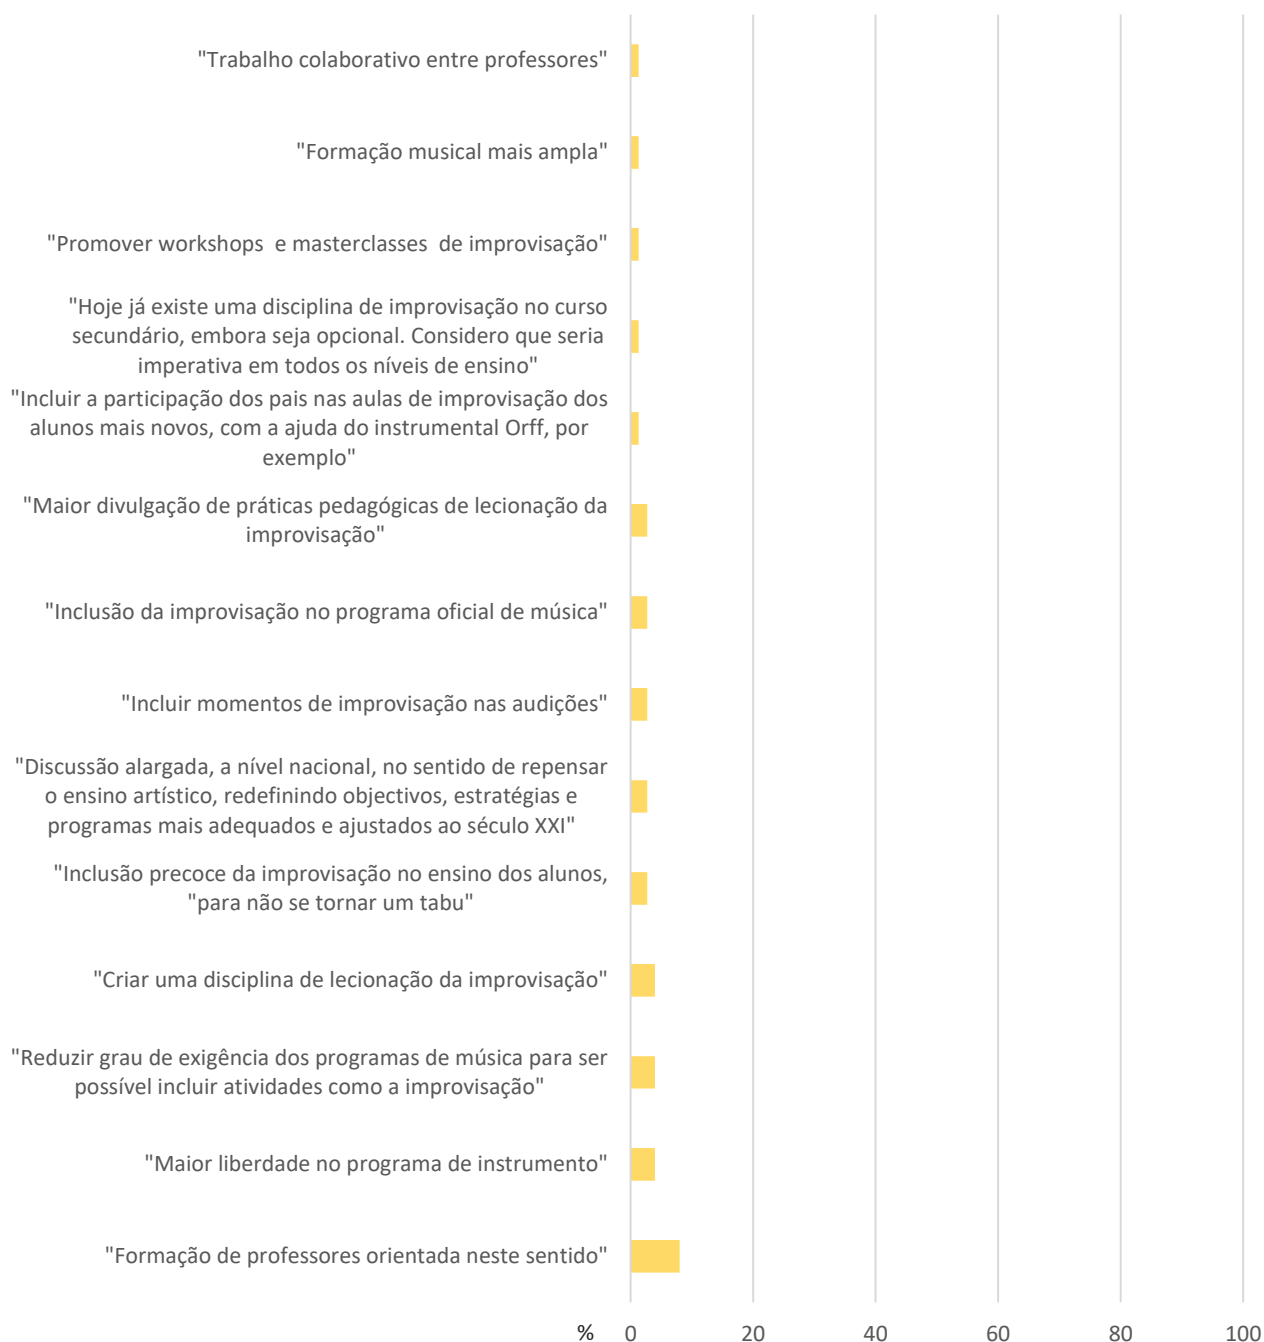 "Trabalho colaborativo entre professores"
"Formação musical mais ampla"
"Promover workshops  e masterclasses  de improvisação"
"Hoje já existe uma disciplina de improvisação no curso
secundário, embora seja opcional. Considero que seria
imperativa em todos os níveis de ensino"
"Incluir a participação dos pais nas aulas de improvisação dos
alunos mais novos, com a ajuda do instrumental Orff, por
exemplo"
"Maior divulgação de práticas pedagógicas de lecionação da
improvisação"
"Inclusão da improvisação no programa oficial de música"
"Incluir momentos de improvisação nas audições"
"Discussão alargada, a nível nacional, no sentido de repensar
o ensino artístico, redefinindo objectivos, estratégias e
programas mais adequados e ajustados ao século XXI"
"Inclusão precoce da improvisação no ensino dos alunos,
"para não se tornar um tabu"
"Criar uma disciplina de lecionação da improvisação"
"Reduzir grau de exigência dos programas de música para ser
possível incluir atividades como a improvisação"
"Maior liberdade no programa de instrumento"
"Formação de professores orientada neste sentido"
% 0 20 40 60 80 100